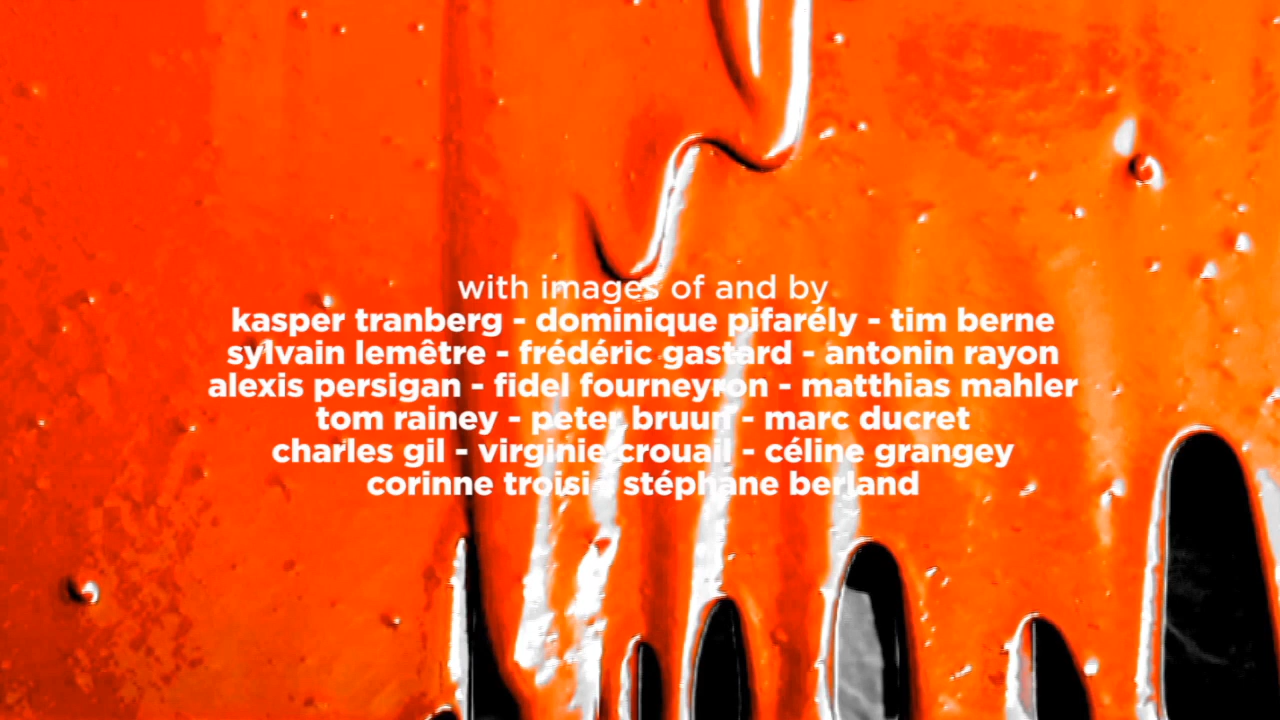 with images of and by
kasper tranberg - dominique pifarély - tim berne
sylvain lemêtre - frédéric gastard - antonin rayon
alexis persigan - fidel fourneyron - matthias mahler
tom rainey - peter bruun - marc ducret
charles gil - virginie crouail - céline grangey
corinne troisi - stéphane berland